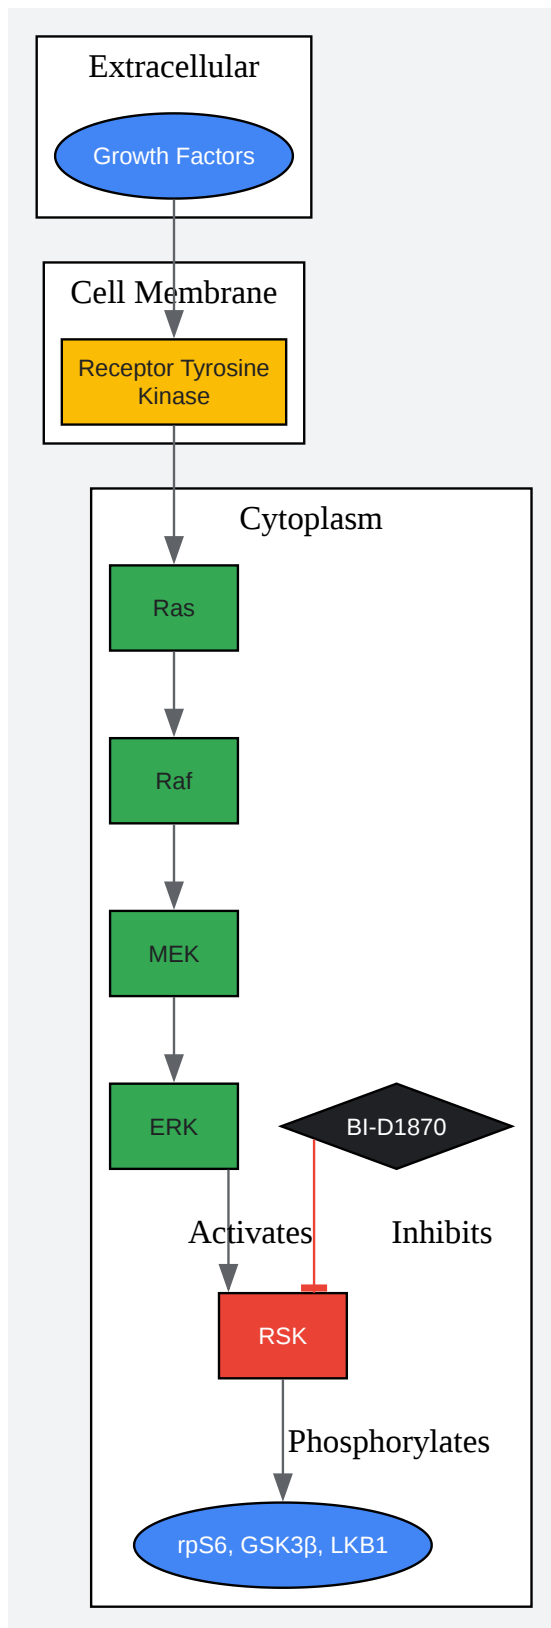 Extracellular
Growth Factors
Cell Membrane
Receptor Tyrosine
Kinase
Cytoplasm
Ras
Raf
MEK
ERK
BI-D1870
Activates
Inhibits
RSK
Phosphorylates
rpS6, GSK3β, LKB1